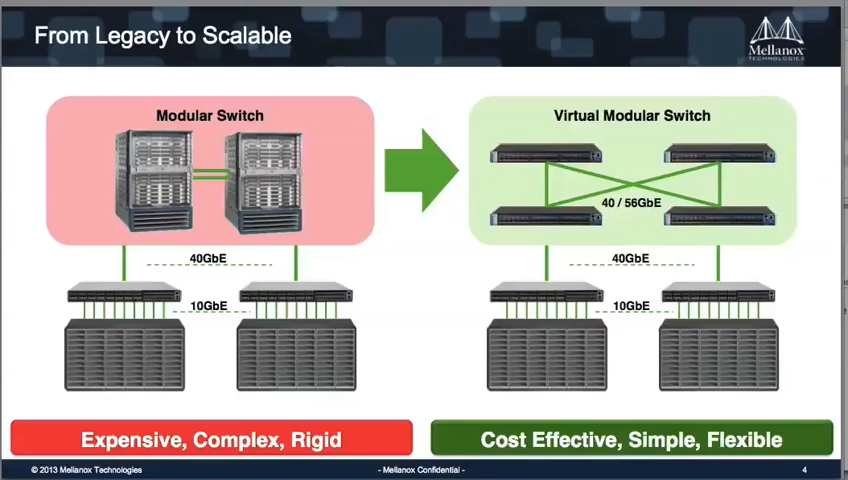 From Legacy to Scalable
Mellanox
TECHNOLOGIES
Modular Switch
Virtual Modular Switch
40 / 56GbE
40GbE
40GbE
10GbE
10GbE
Expensive, Complex, Rigid
Cost Effective, Simple, Flexible
© 2013 Mellanox Technologies
- Mellanox Confidential -
4